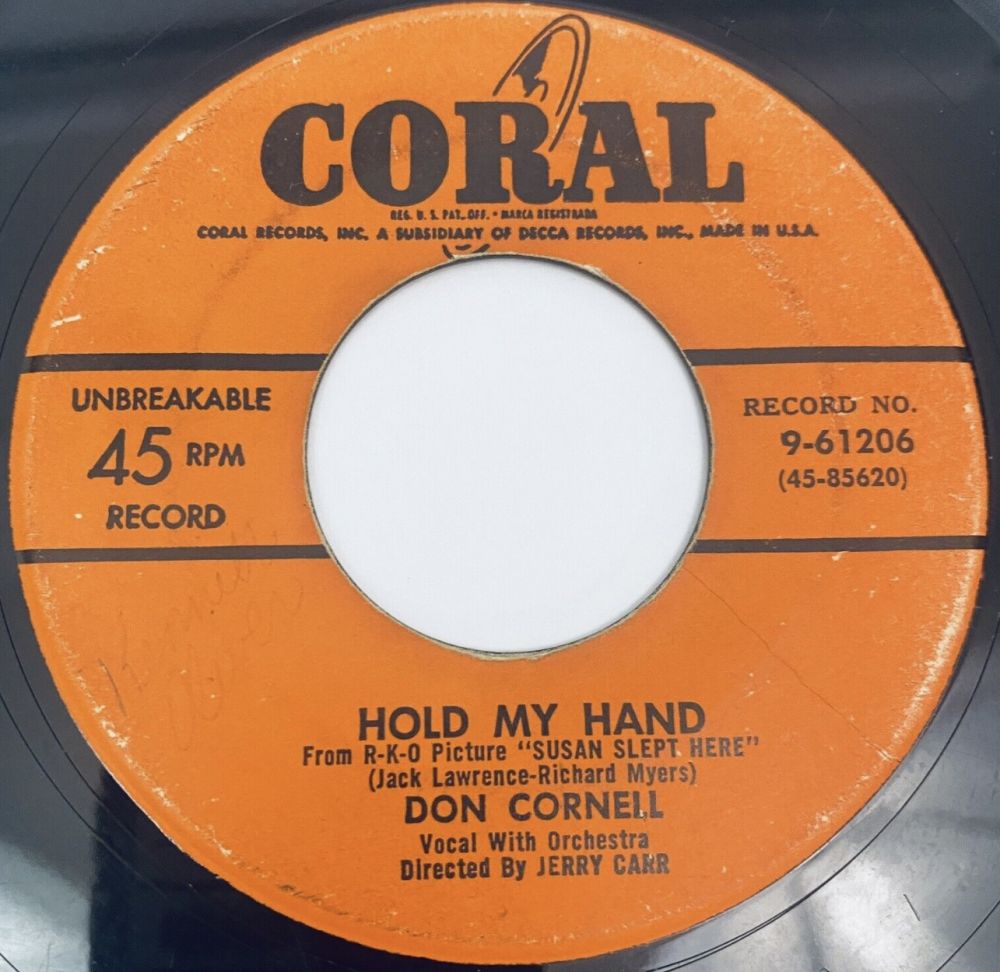 CORAL
REG. U. S. PAT. OFF. • MARCA REGISTRADA
CORAL RECORDS, INC. A SUBSIDIARY OF DECCA RECORDS, INC., MADE IN U.S.A.
UNBREAKABLE
45 RPM
RECORD
RECORD NO.
9-61206
(45-85620)
HOLD MY HAND
From R-K-O Picture "SUSAN SLEPT HERE"
(Jack Lawrence-Richard Myers)
DON CORNELL
Vocal With Orchestra
Directed By JERRY CARR